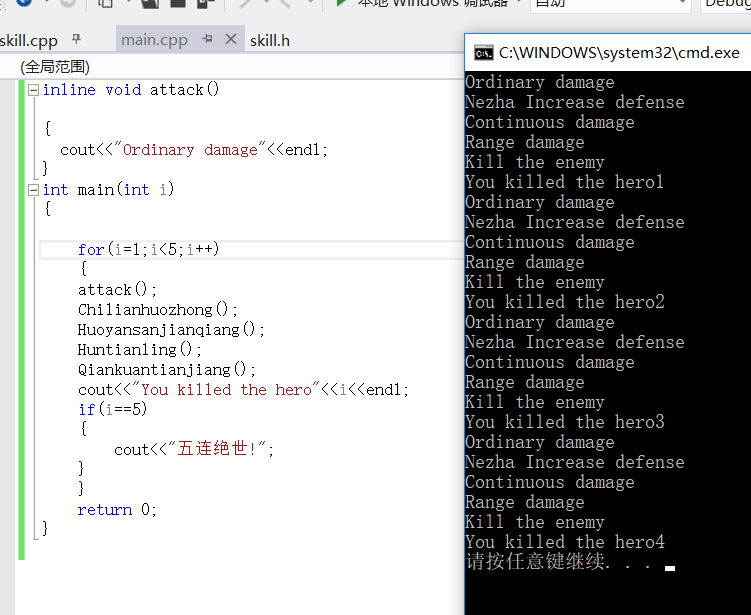 本地 Windows 调试器
自动
Debug
skill.cpp
main.cpp
skill.h
(全局范围)
inline void attack()
{
cout<<"Ordinary damage"<<endl;
}
int main(int i)
{
for(i=1;i<5;i++)
{
attack();
Chilianhuozhong();
Huoyansanjianqiang();
Huntianling();
Qiankuantianjiang();
cout<<"You killed the hero"<<i<<endl;
if(i==5)
{
cout<<"五连绝世!";
}
}
return 0;
}
C:\WINDOWS\system32\cmd.exe
Ordinary damage
Nezha Increase defense
Continuous damage
Range damage
Kill the enemy
You killed the hero1
Ordinary damage
Nezha Increase defense
Continuous damage
Range damage
Kill the enemy
You killed the hero2
Ordinary damage
Nezha Increase defense
Continuous damage
Range damage
Kill the enemy
You killed the hero3
Ordinary damage
Nezha Increase defense
Continuous damage
Range damage
Kill the enemy
You killed the hero4
请按任意键继续. . .